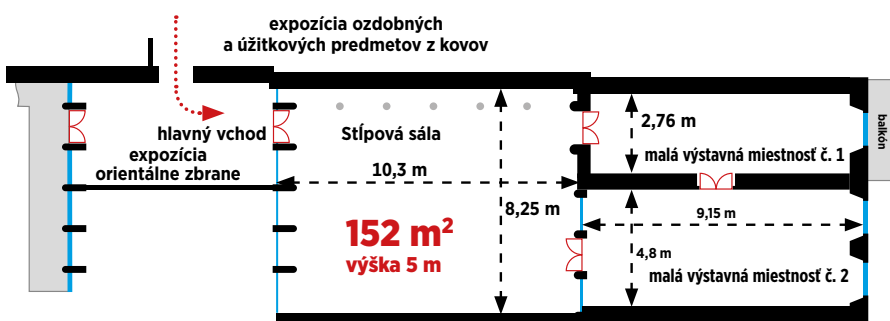 expozícia ozdobných
a úžitkových predmetov z kovov
hlavný vchod
expozícia
orientálne zbrane
Stĺpová sála
10,3 m
8,25 m
152 m²
výška 5 m
2,76 m
malá výstavná miestnosť č. 1
balkón
9,15 m
4,8 m
malá výstavná miestnosť č. 2